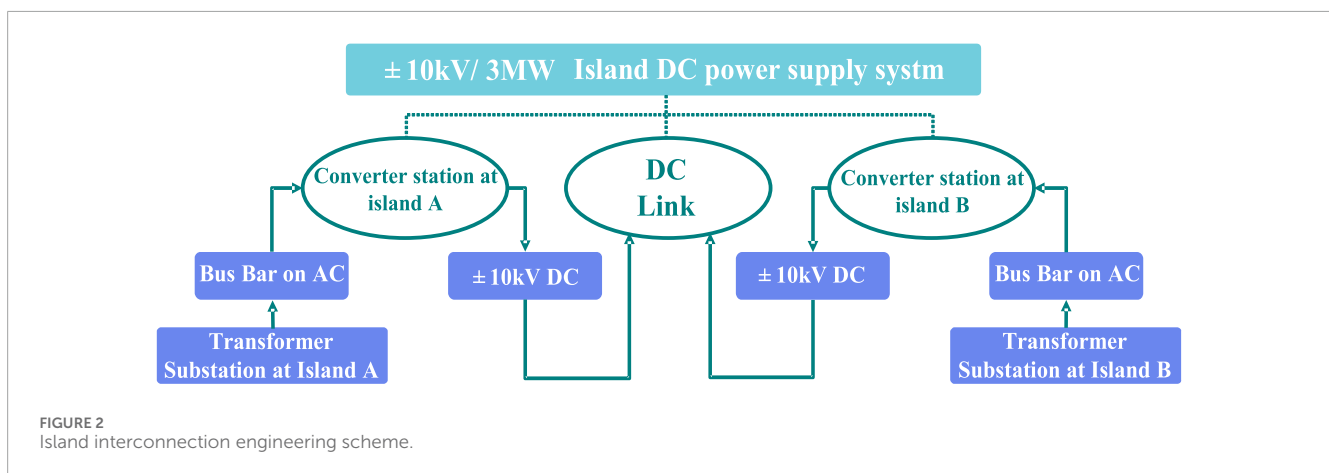 ± 10kV/ 3MW Island DC power supply systm
Converter station at
island A
DC
Link
Converter station at
island B
Bus Bar on AC
± 10kV DC
± 10kV DC
Bus Bar on AC
Transformer
Substation at Island A
Transformer
Substation at Island B
FIGURE 2
Island interconnection engineering scheme.